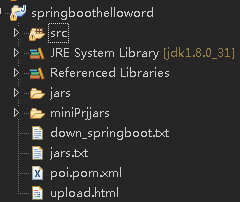 springboothelloword
src
JRE System Library [jdk1.8.0_31]
Referenced Libraries
jars
miniPrjjars
down_springboot.txt
jars.txt
poi.pom.xml
upload.html